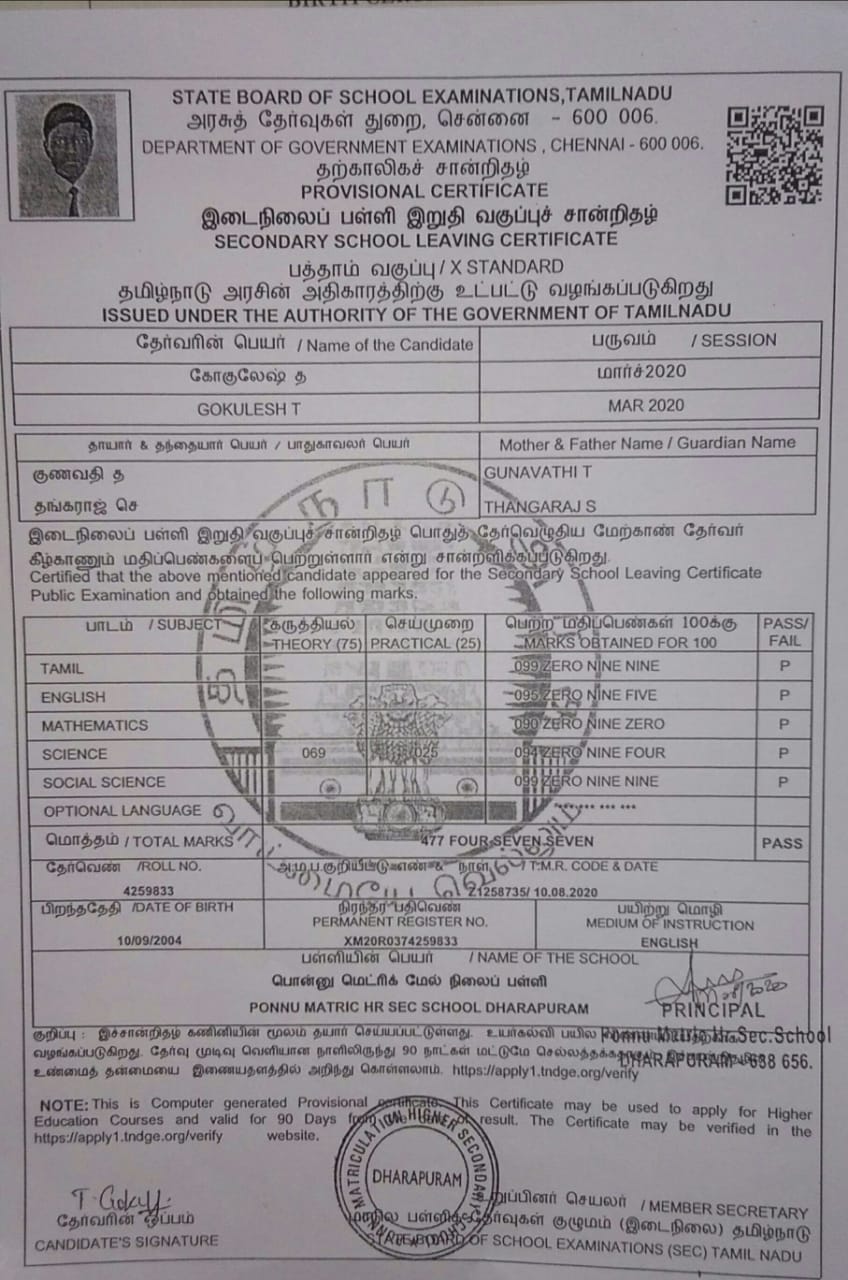 STATE BOARD OF SCHOOL EXAMINATIONS,TAMILNADU
அரசுத் தேர்வுகள் துறை, சென்னை - 600 006.
DEPARTMENT OF GOVERNMENT EXAMINATIONS , CHENNAI - 600 006.
தற்காலிகச் சான்றிதழ்
PROVISIONAL CERTIFICATE
இடைநிலைப் பள்ளி இறுதி வகுப்புச் சான்றிதழ்
SECONDARY SCHOOL LEAVING CERTIFICATE
பத்தாம் வகுப்பு / X STANDARD
தமிழ்நாடு அரசின் அதிகாரத்திற்கு உட்பட்டு வழங்கப்படுகிறது
ISSUED UNDER THE AUTHORITY OF THE GOVERNMENT OF TAMILNADU
தேர்வரின் பெயர் / Name of the Candidate பருவம் / SESSION
கோகுலேஷ் த மார்ச்2020
GOKULESH T MAR 2020
தாயார் & தந்தையார் பெயர் / பாதுகாவலர் பெயர் Mother & Father Name / Guardian Name
குணவதி த GUNAVATHI T
தங்கராஜ் செ THANGARAJ S
இடைநிலைப் பள்ளி இறுதி வகுப்புச் சான்றிதழ் பொதுத் தேர்வெழுதிய மேற்காண் தேர்வர்
கீழ்காணும் மதிப்பெண்களைப் பெற்றுள்ளார் என்று சான்றளிக்கப்படுகிறது.
Certified that the above mentioned candidate appeared for the Secondary School Leaving Certificate
Public Examination and obtained the following marks.
பாடம் / SUBJECT கருத்தியல் செய்முறை பெற்ற மதிப்பெண்கள் 100க்கு PASS/
THEORY (75) PRACTICAL (25) MARKS OBTAINED FOR 100 FAIL
TAMIL 099 ZERO NINE NINE P
ENGLISH 095 ZERO NINE FIVE P
MATHEMATICS 090 ZERO NINE ZERO P
SCIENCE 069 025 094 ZERO NINE FOUR P
SOCIAL SCIENCE 099 ZERO NINE NINE P
OPTIONAL LANGUAGE *** *** *** ***
மொத்தம் / TOTAL MARKS 477 FOUR SEVEN SEVEN PASS
தேர்வெண் /ROLL NO. அ.ம.ப.குறியீட்டு எண் & நாள் / T.M.R. CODE & DATE
4259833 Z1258735/ 10.08.2020
பிறந்ததேதி /DATE OF BIRTH நிரந்தர பதிவெண் பயிற்று மொழி
PERMANENT REGISTER NO. MEDIUM OF INSTRUCTION
10/09/2004 XM20R0374259833 ENGLISH
பள்ளியின் பெயர் / NAME OF THE SCHOOL
பொன்னு மெட்ரிக் மேல் நிலைப் பள்ளி
PONNU MATRIC HR SEC SCHOOL DHARAPURAM
PRINCIPAL
Ponnu Matric Hr.Sec.School
DHARAPURAM - 638 656.
குறிப்பு : இச்சான்றிதழ் கணினியின் மூலம் தயார் செய்யப்பட்டுள்ளது. உயர்கல்வி பயில
வழங்கப்படுகிறது. தேர்வு முடிவு வெளியான நாளிலிருந்து 90 நாட்கள் மட்டுமே
உண்மைத் தன்மையை இணையதளத்தில் அறிந்து கொள்ளலாம். https://apply1.tndge.org/verify
NOTE: This is Computer generated Provisional certificate. This Certificate may be used to apply for Higher
Education Courses and valid for 90 Days from of result. The Certificate may be verified in the
https://apply1.tndge.org/verify website.
DHARAPURAM
T. Gokul
தேர்வரின் ஒப்பம்
CANDIDATE'S SIGNATURE
உறுப்பினர் செயலர் / MEMBER SECRETARY
மாநில பள்ளித் தேர்வுகள் குழுமம் (இடைநிலை) தமிழ்நாடு
STATE BOARD OF SCHOOL EXAMINATIONS (SEC) TAMIL NADU